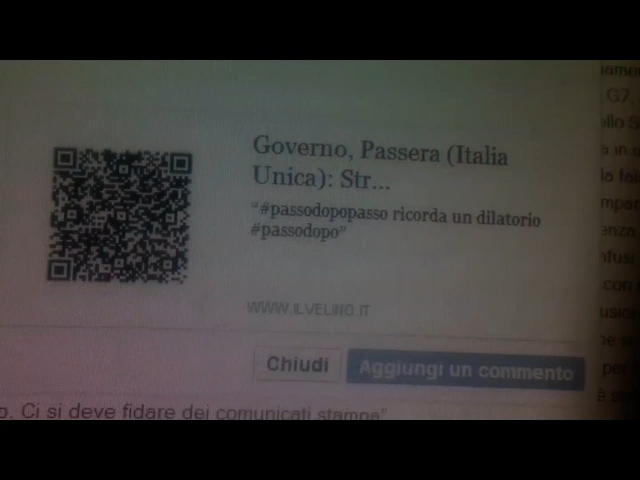 Governo, Passera (Italia
Unica): Str...
"#passodopopasso ricorda un dilatorio
#passodopo"
WWW.ILVELINO.IT
Chiudi
Aggiungi un commento
o. Ci si deve fidare dei comunicati stampa"
G7.